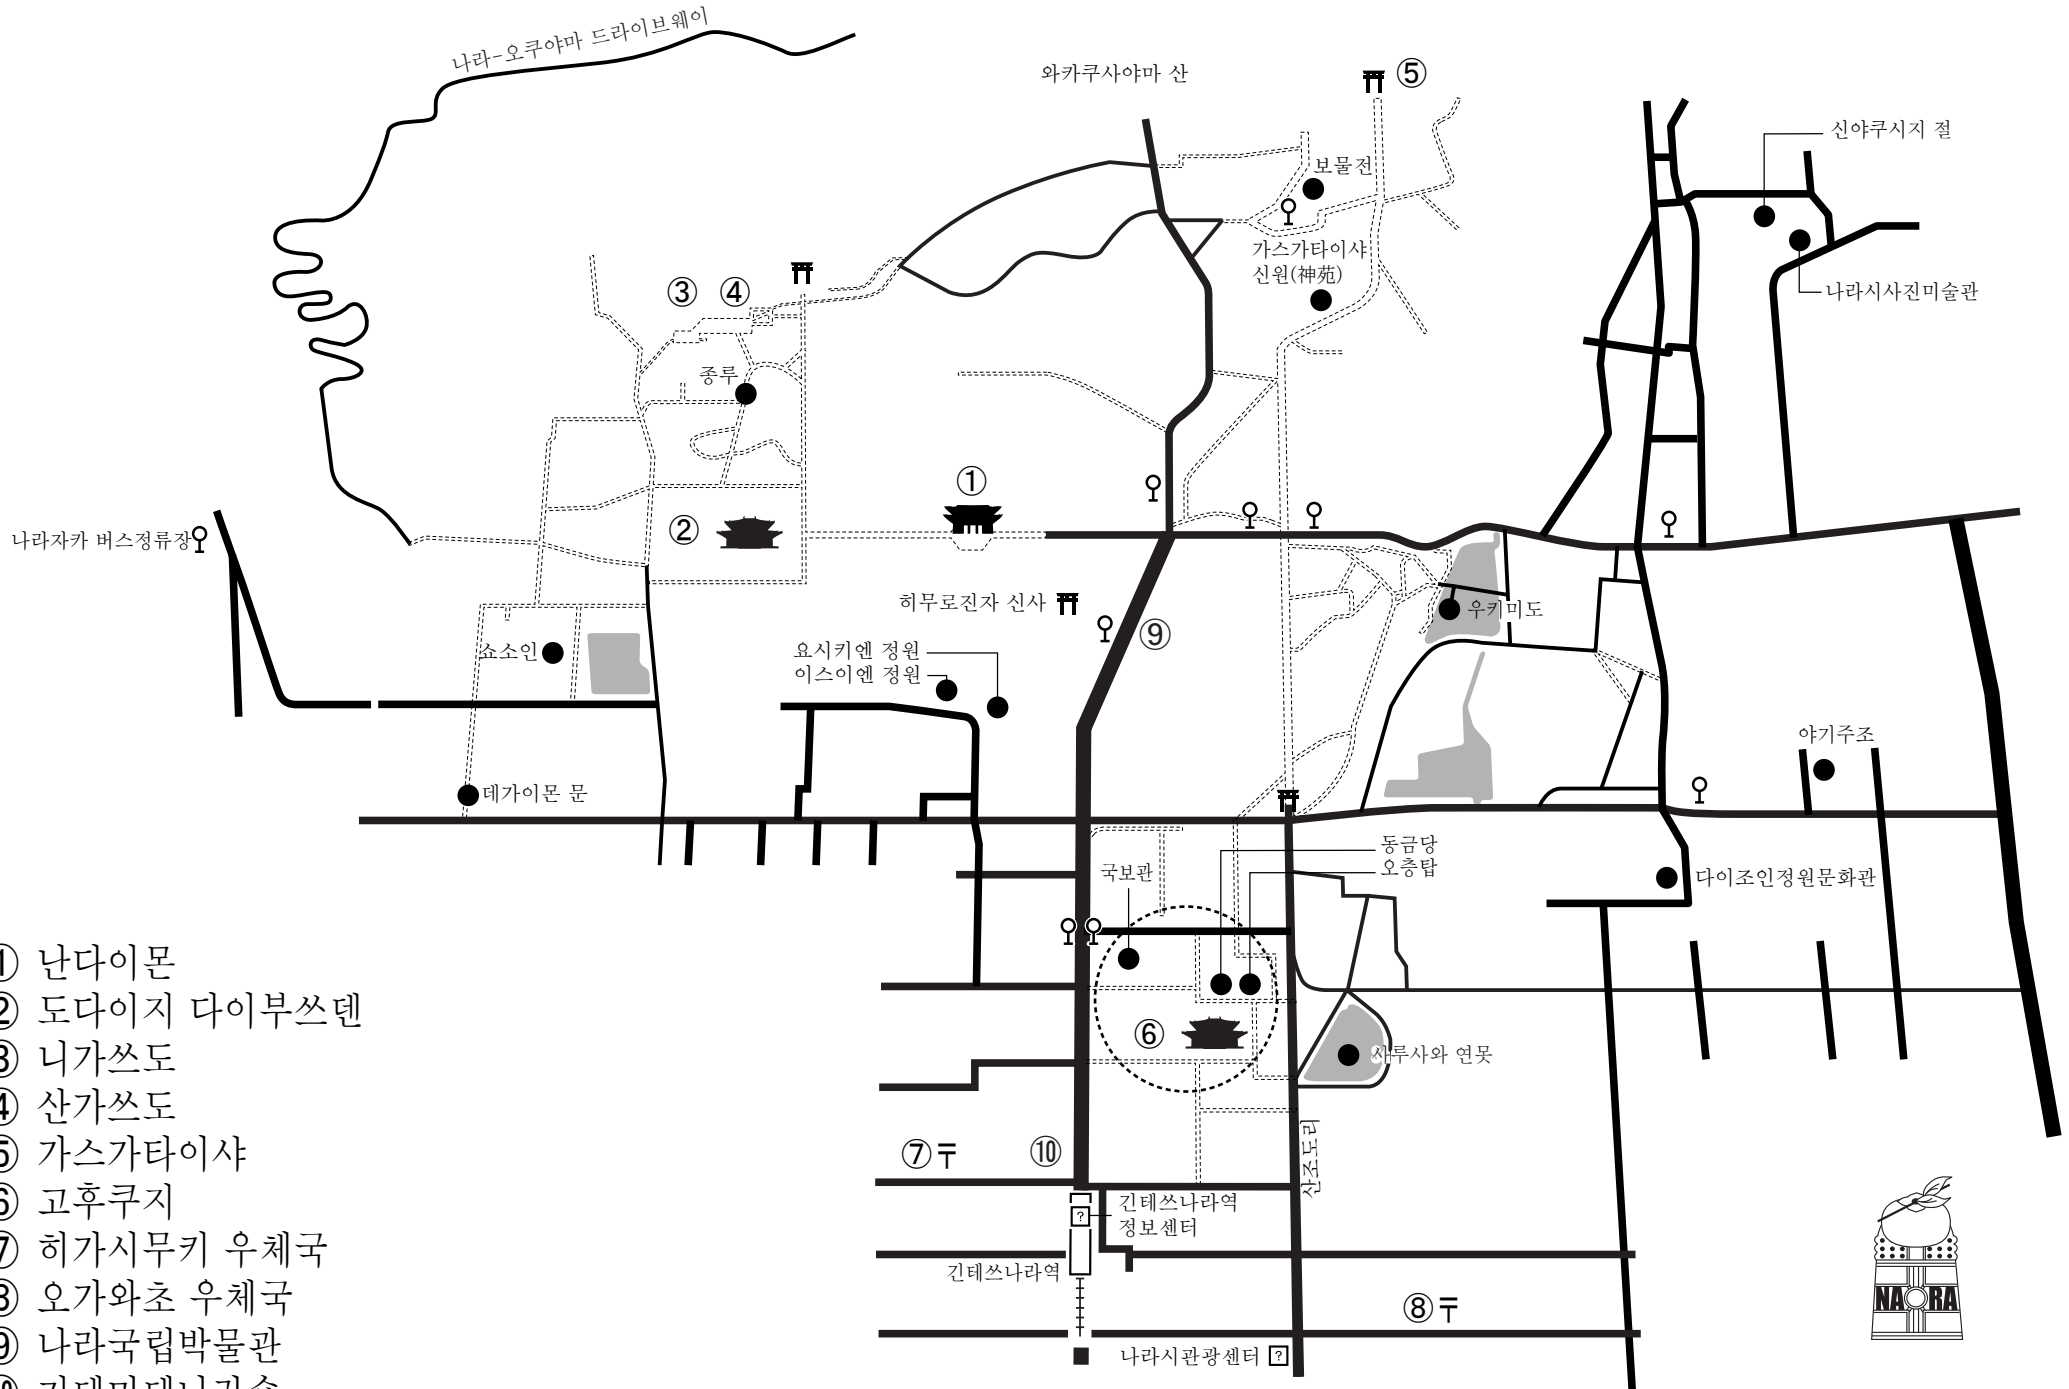 나라-오쿠야마 드라이브웨이
와카쿠사야마 산
⑤
신야쿠시지 절
보물전
가스가타이샤
신원(神苑)
나라시사진미술관
③ ④
종루
①
②
나라자카 버스정류장
히무로진자 신사
⑨
우키미도
쇼소인
요시키엔 정원
이스이엔 정원
야기주조
데가이몬 문
동금당
오층탑
국보관
다이조인정원문화관
⑥
사루사와 연못
산조도리
⑦〒
⑩
긴테쓰나라역
정보센터
?
긴테쓰나라역
⑧〒
나라시관광센터 ?
NARA
① 난다이몬
② 도다이지 다이부쓰덴
③ 니가쓰도
④ 산가쓰도
⑤ 가스가타이샤
⑥ 고후쿠지
⑦ 히가시무키 우체국
⑧ 오가와초 우체국
⑨ 나라국립박물관
⑩